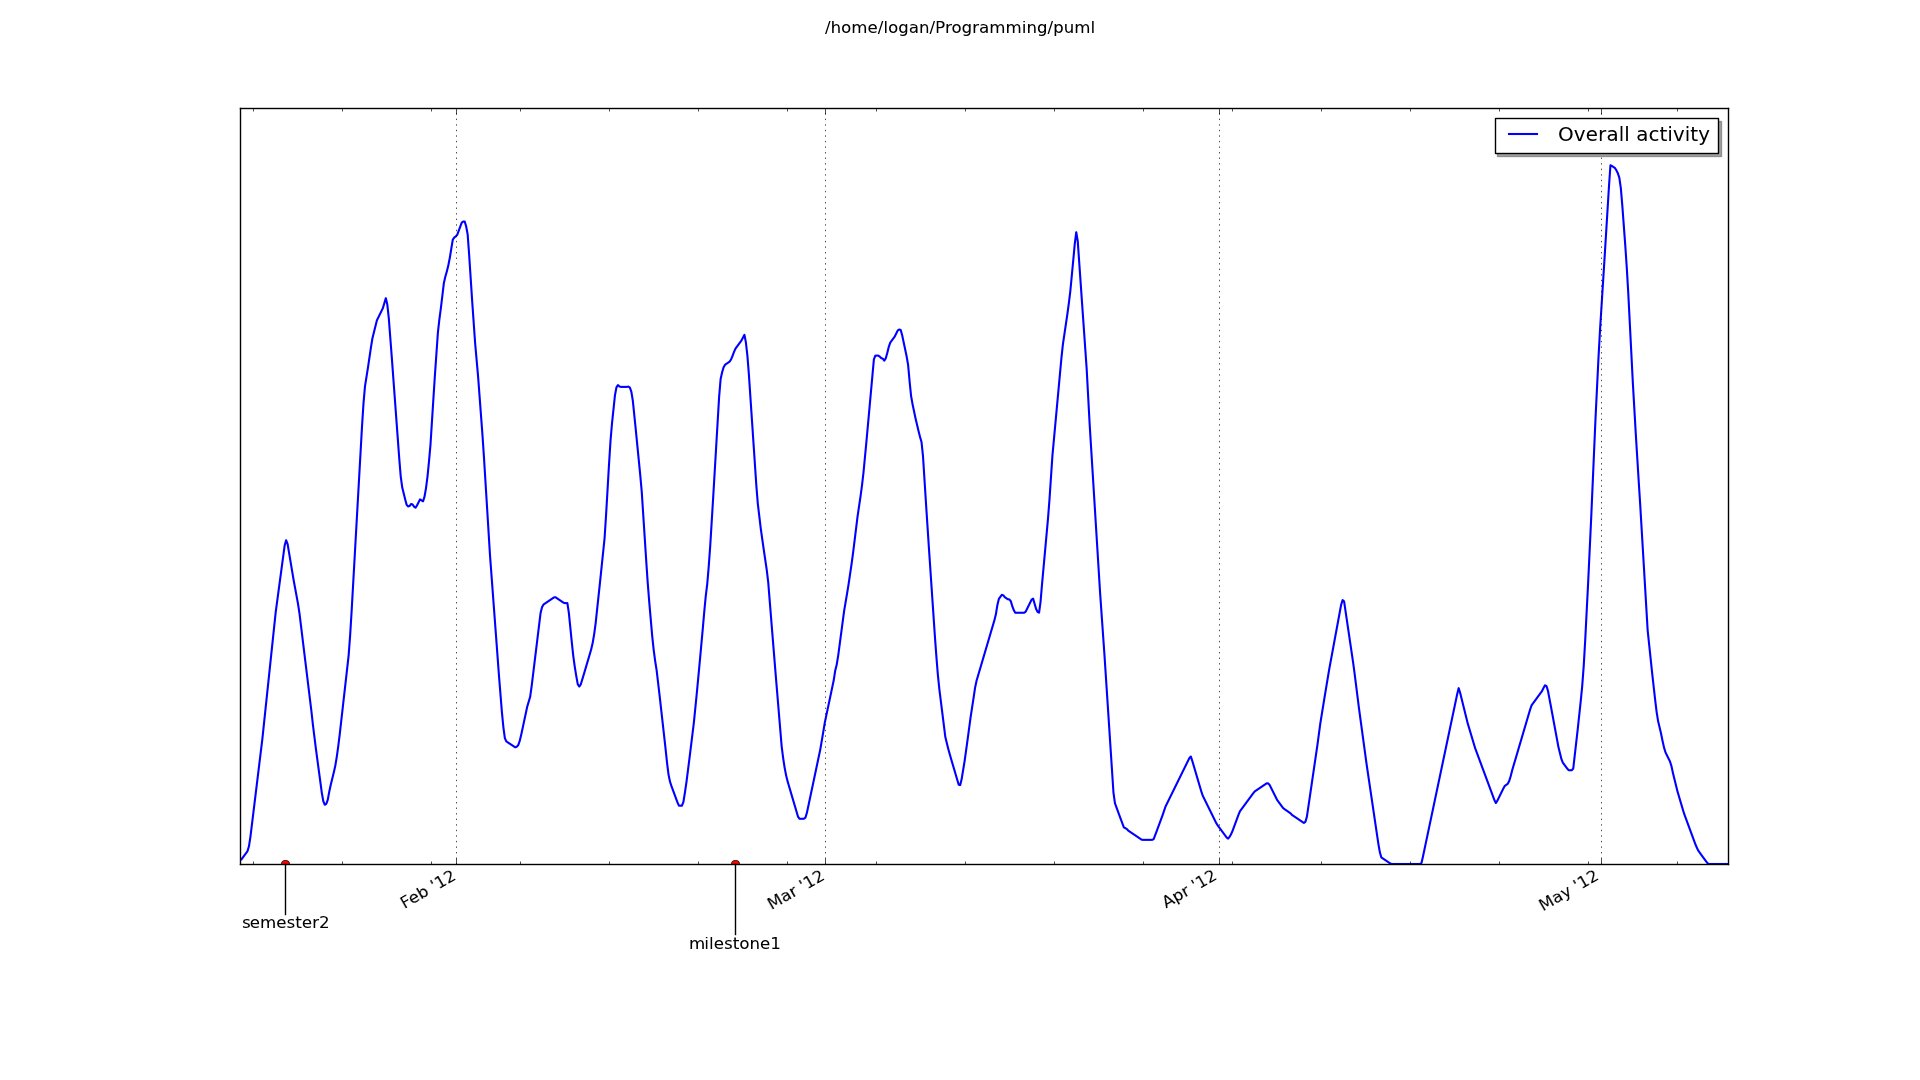 /home/logan/Programming/puml
Overall activity
Feb '12
Mar '12
Apr '12
May '12
semester2
milestone1